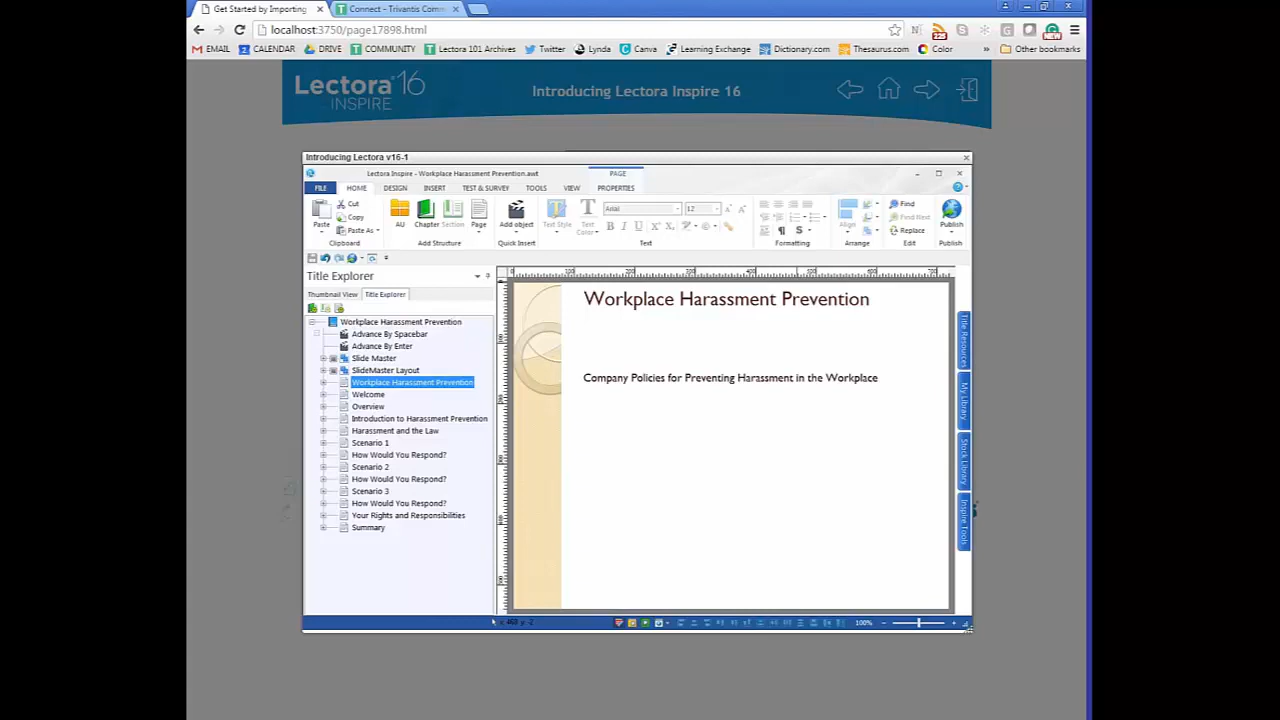 Get Started by Importing
Connect - Trivantis Comm
localhost:3750/page17898.html
EMAIL CALENDAR DRIVE COMMUNITY Lectora 101 Archives Twitter Lynda Canva Learning Exchange Dictionary.com Thesaurus.com Color » Other bookmarks
Lectora 16
INSPIRE
Introducing Lectora Inspire 16
Introducing Lectora v16-1
Lectora Inspire - Workplace Harassment Prevention.awt
PAGE
FILE HOME DESIGN INSERT TEST & SURVEY TOOLS VIEW PROPERTIES
Paste
Cut
Copy
Paste As
Clipboard
AU Chapter Section Page
Add Structure
Add object
Quick Insert
Text Style
Text Color
Arial 12
B I U
Text
Formatting
Align
Arrange
Find
Find Next
Replace
Edit
Publish
Publish
Title Explorer
Thumbnail View Title Explorer
Workplace Harassment Prevention
Advance By Spacebar
Advance By Enter
Slide Master
SlideMaster Layout
Workplace Harassment Prevention
Welcome
Overview
Introduction to Harassment Prevention
Harassment and the Law
Scenario 1
How Would You Respond?
Scenario 2
How Would You Respond?
Scenario 3
How Would You Respond?
Your Rights and Responsibilities
Summary
Workplace Harassment Prevention
Company Policies for Preventing Harassment in the Workplace
Title Resources
My Library
Stock Library
Inspire Tools
x 468 y -2
100%